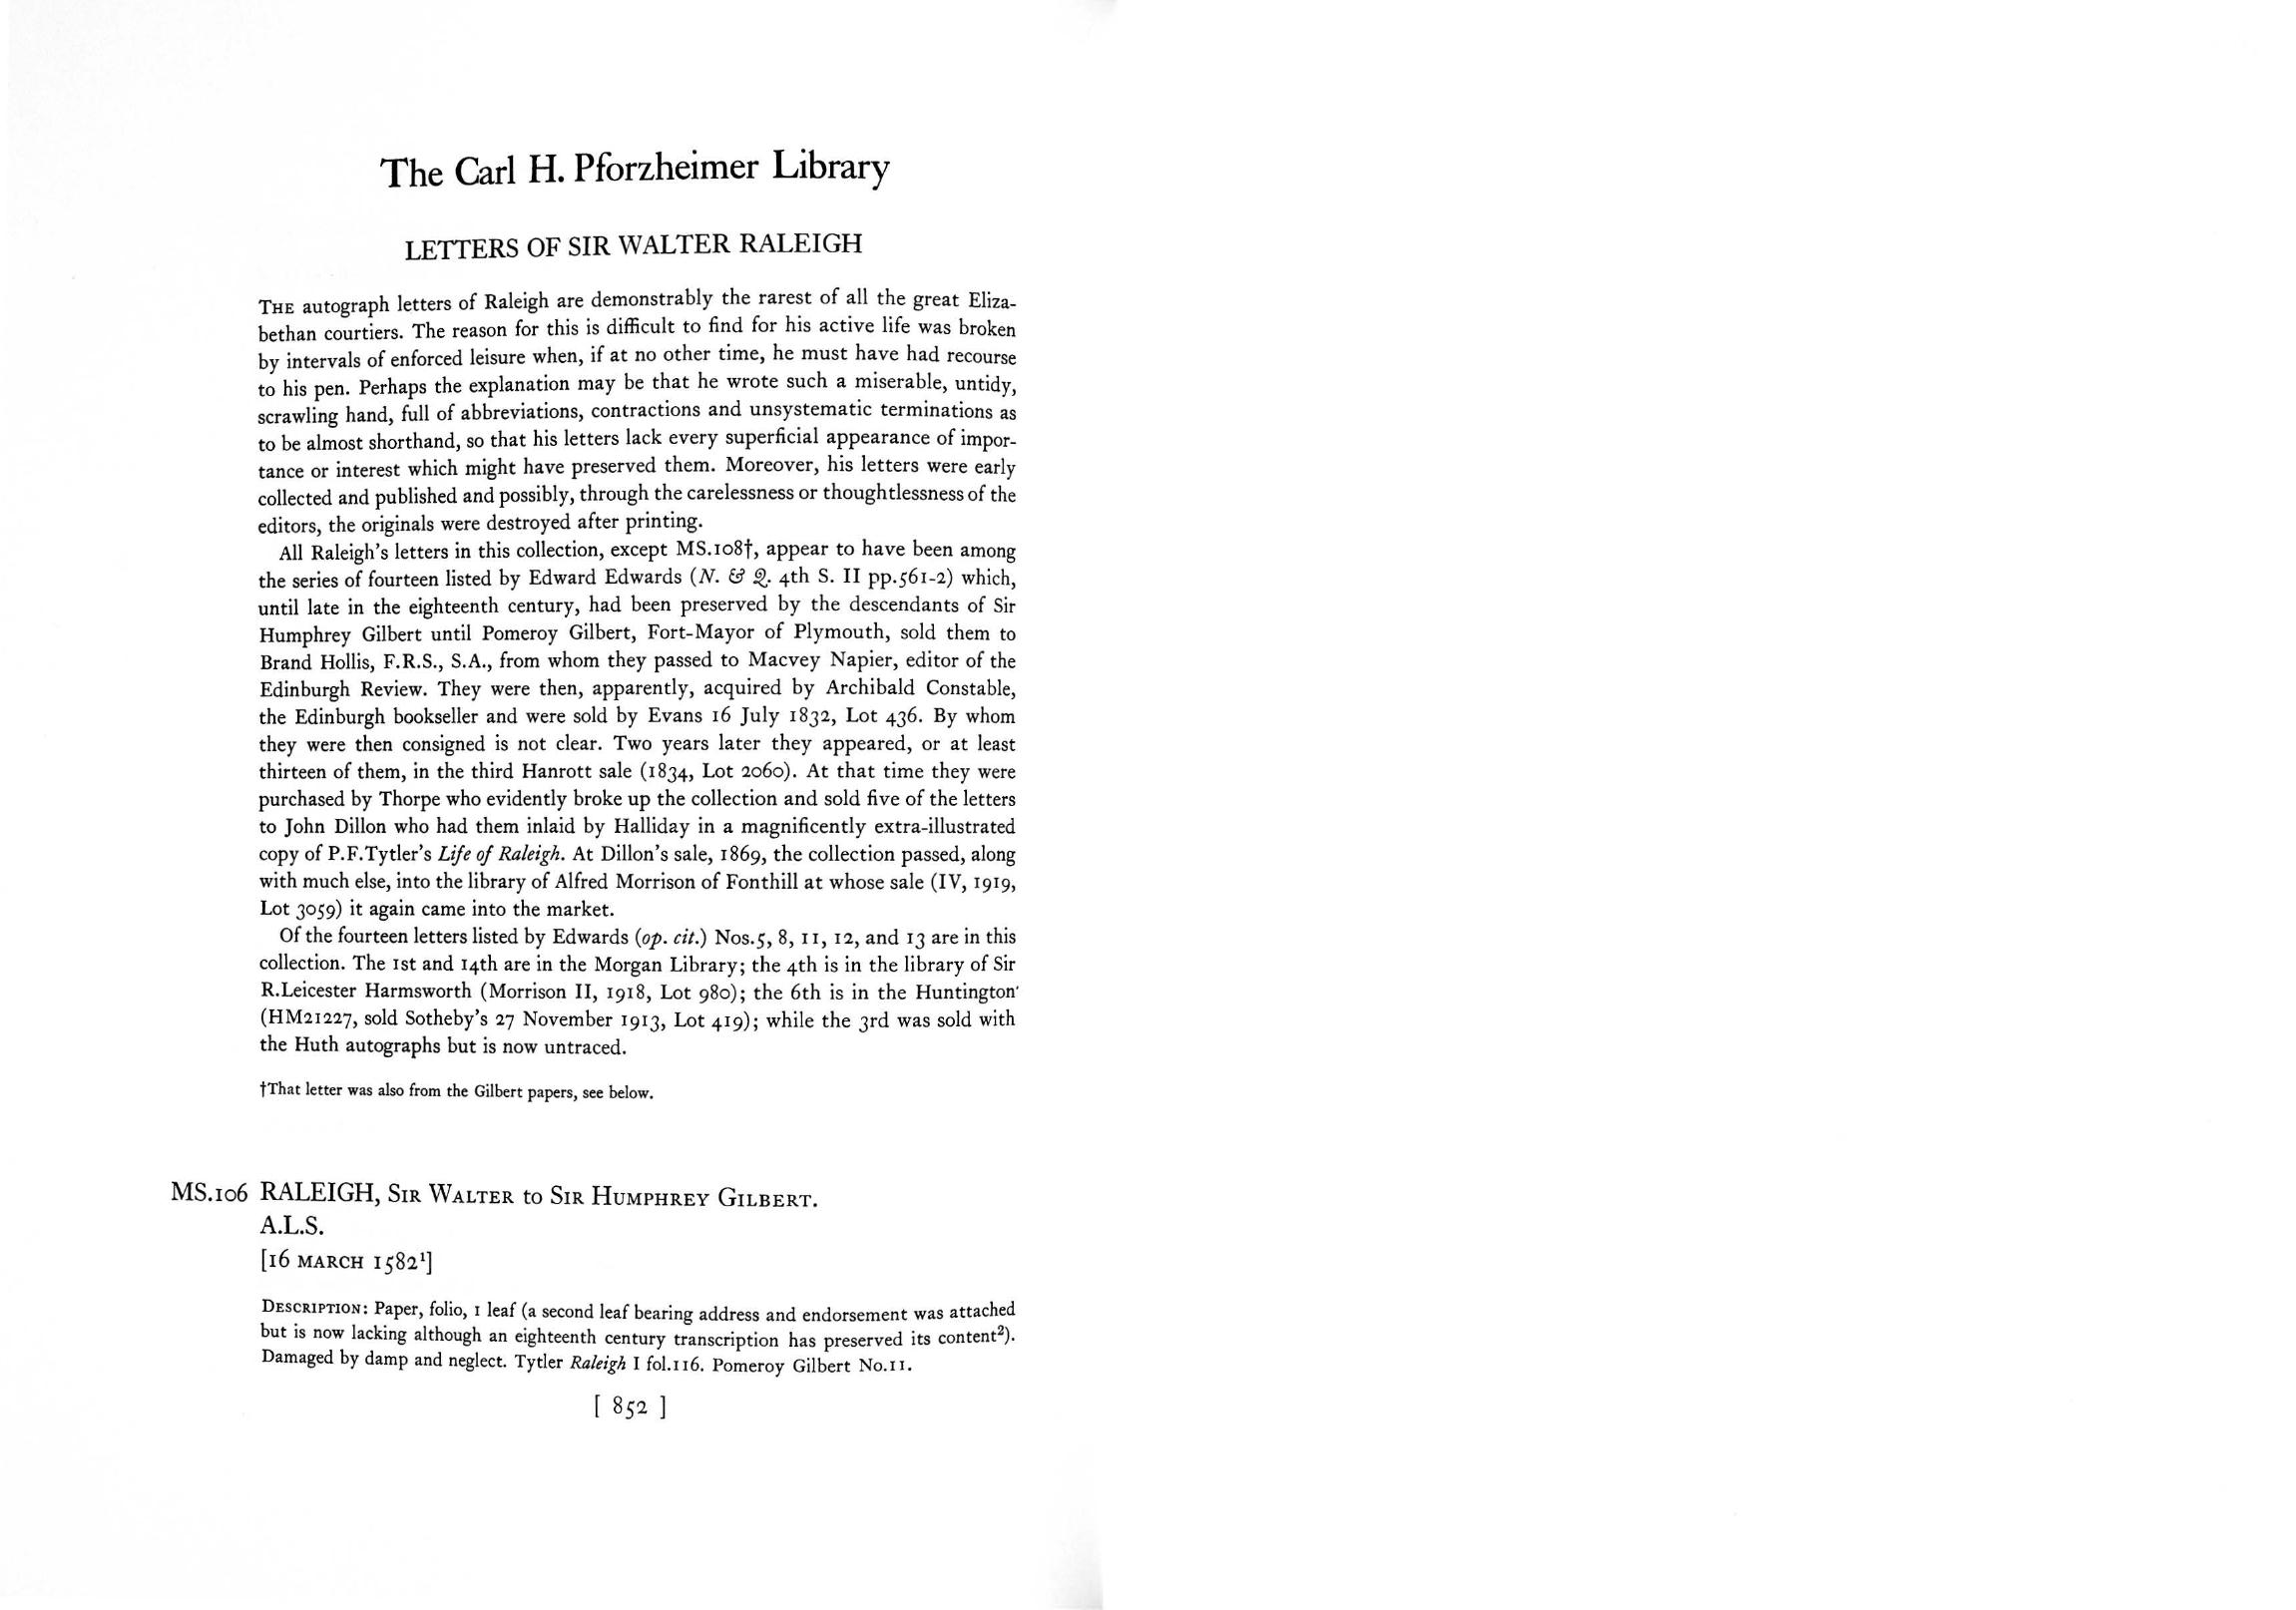 The Carl H. Pforzheimer Library
LETTERS OF SIR WALTER RALEIGH
THE autograph letters of Raleigh are demonstrably the rarest of all the great Eliza-
bethan courtiers. The reason for this is difficult to find for his active life was broken
by intervals of enforced leisure when, if at no other time, he must have had recourse
to his pen. Perhaps the explanation may be that he wrote such a miserable, untidy,
scrawling hand, full of abbreviations, contractions and unsystematic terminations as
to be almost shorthand, so that his letters lack every superficial appearance of impor-
tance or interest which might have preserved them. Moreover, his letters were early
collected and published and possibly, through the carelessness or thoughtlessness of the
editors, the originals were destroyed after printing.
All Raleigh's letters in this collection, except MS.108†, appear to have been among
the series of fourteen listed by Edward Edwards (N. & Q. 4th S. II pp.561-2) which,
until late in the eighteenth century, had been preserved by the descendants of Sir
Humphrey Gilbert until Pomeroy Gilbert, Fort-Mayor of Plymouth, sold them to
Brand Hollis, F.R.S., S.A., from whom they passed to Macvey Napier, editor of the
Edinburgh Review. They were then, apparently, acquired by Archibald Constable,
the Edinburgh bookseller and were sold by Evans 16 July 1832, Lot 436. By whom
they were then consigned is not clear. Two years later they appeared, or at least
thirteen of them, in the third Hanrott sale (1834, Lot 2060). At that time they were
purchased by Thorpe who evidently broke up the collection and sold five of the letters
to John Dillon who had them inlaid by Halliday in a magnificently extra-illustrated
copy of P.F.Tytler's Life of Raleigh. At Dillon's sale, 1869, the collection passed, along
with much else, into the library of Alfred Morrison of Fonthill at whose sale (IV, 1919,
Lot 3059) it again came into the market.
Of the fourteen letters listed by Edwards (op. cit.) Nos.5, 8, 11, 12, and 13 are in this
collection. The 1st and 14th are in the Morgan Library; the 4th is in the library of Sir
R.Leicester Harmsworth (Morrison II, 1918, Lot 980); the 6th is in the Huntington
(HM21227, sold Sotheby's 27 November 1913, Lot 419); while the 3rd was sold with
the Huth autographs but is now untraced.
†That letter was also from the Gilbert papers, see below.
MS.106 RALEIGH, SIR WALTER to SIR HUMPHREY GILBERT.
A.L.S.
[16 MARCH 1582¹]
DESCRIPTION: Paper, folio, 1 leaf (a second leaf bearing address and endorsement was attached
but is now lacking although an eighteenth century transcription has preserved its content²).
Damaged by damp and neglect. Tytler Raleigh I fol.116. Pomeroy Gilbert No.11.
[ 852 ]